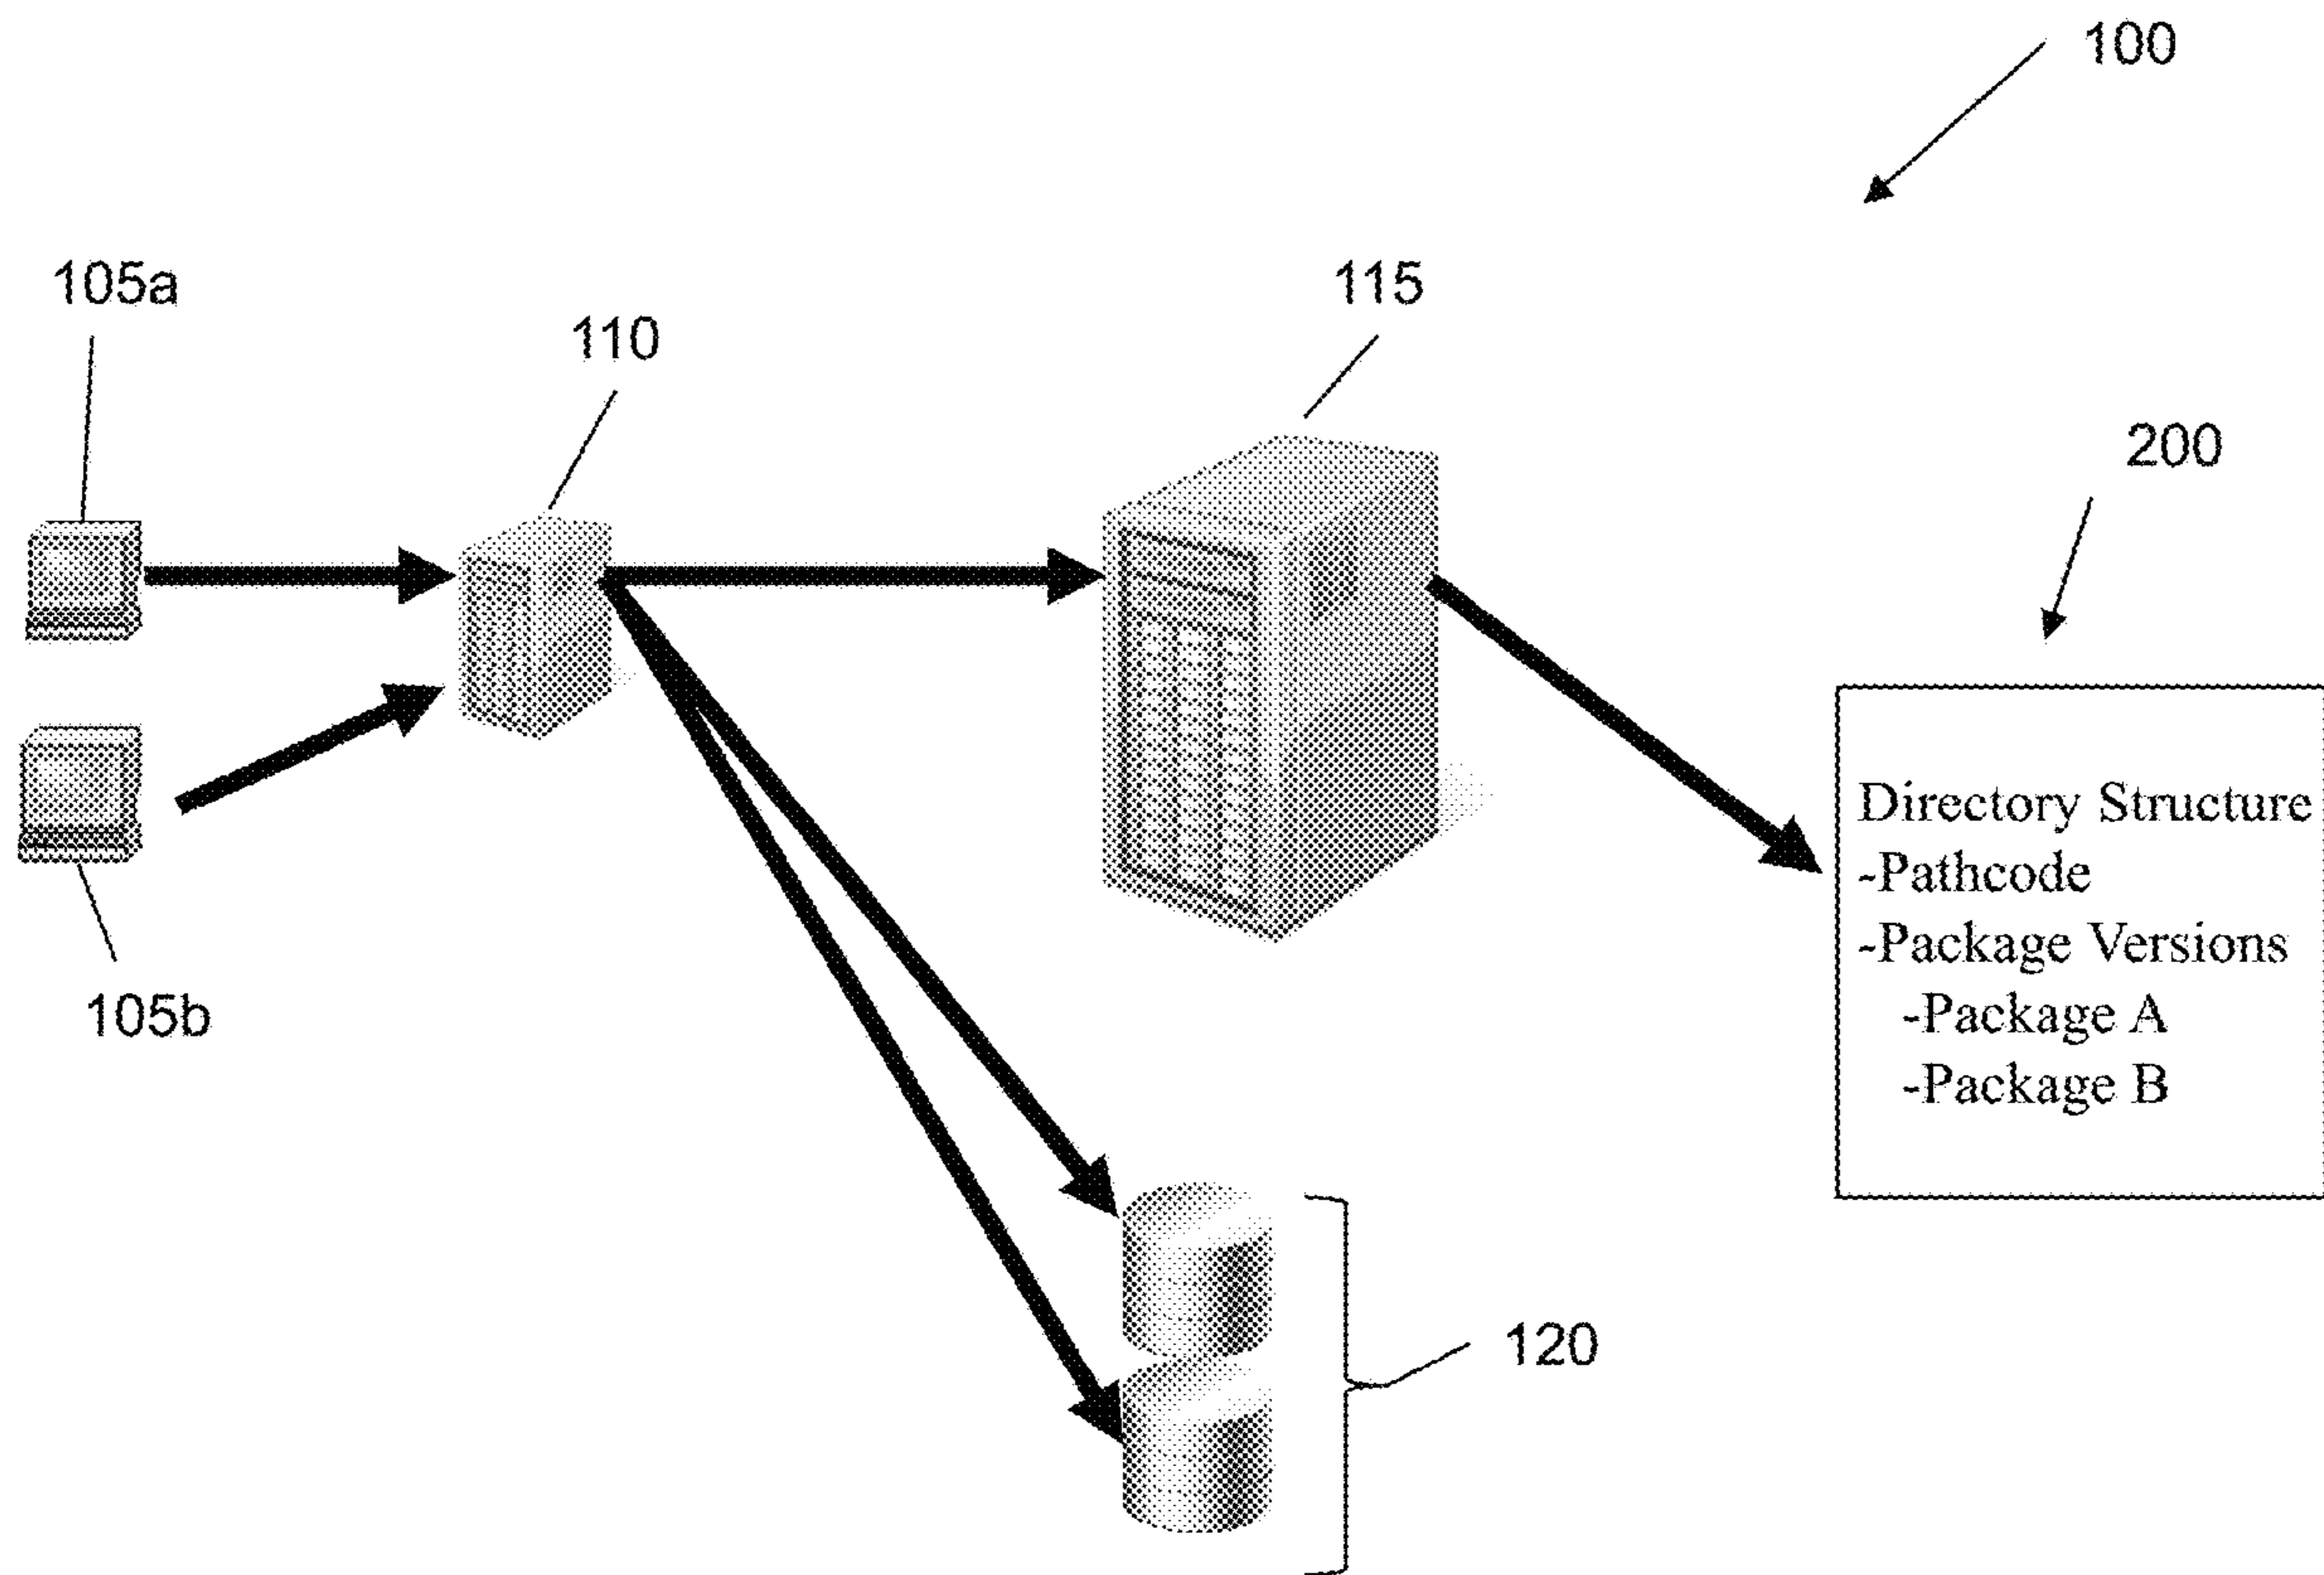 100
105a
115
110
200
Directory Structure
-Pathcode
-Package Versions
-Package A
-Package B
105b
120